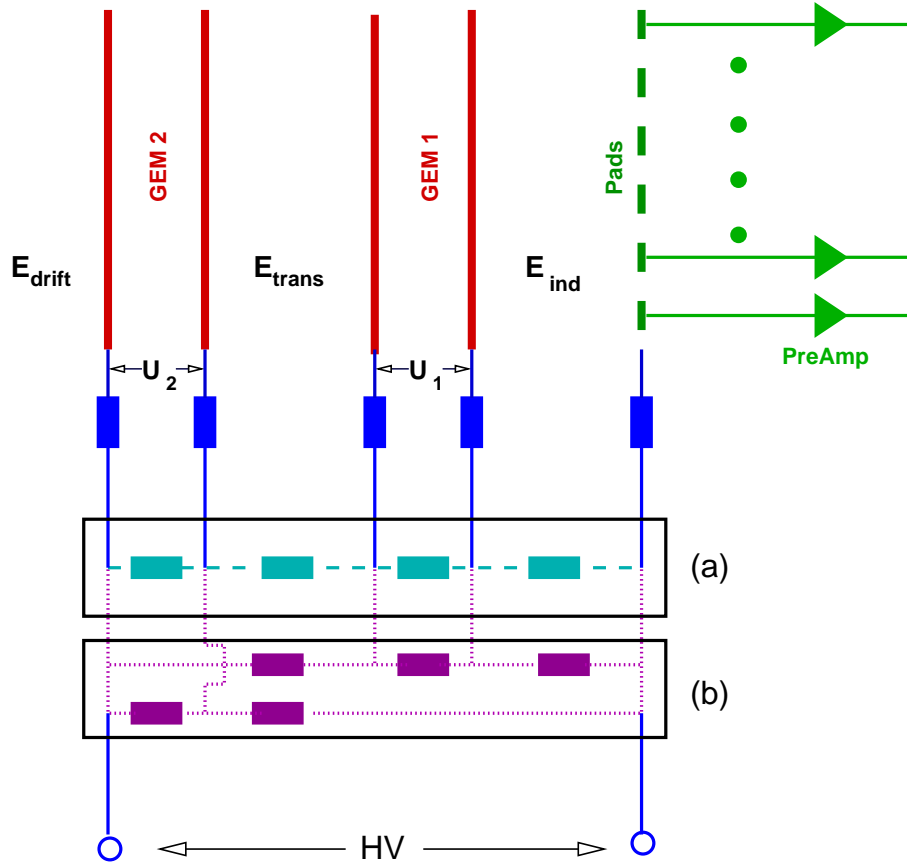 GEM 2
GEM 1
Pads
E drift
E trans
E ind
U 2
U 1
PreAmp
(a)
(b)
HV